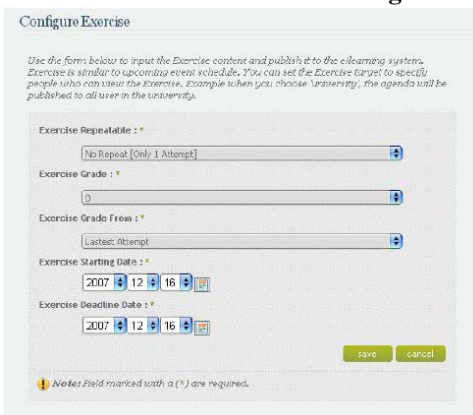 Configure Exercise
Use the form below to input the Exercise content and publish it to the elearning system.
Exercise is similar to upcoming event schedule. You can set the Exercise target to specify
people who can view the Exercise. Example when you choose 'university', the agenda will be
published to all user in the university.
Exercise Repeatable : *
No Repeat [Only 1 Attempt]
Exercise Grade : *
0
Exercise Grade From : *
Lastest Attempt
Exercise Starting Date : *
2007 12 16
Exercise Deadline Date : *
2007 12 16
save cancel
Note: Field marked with a (*) are required.